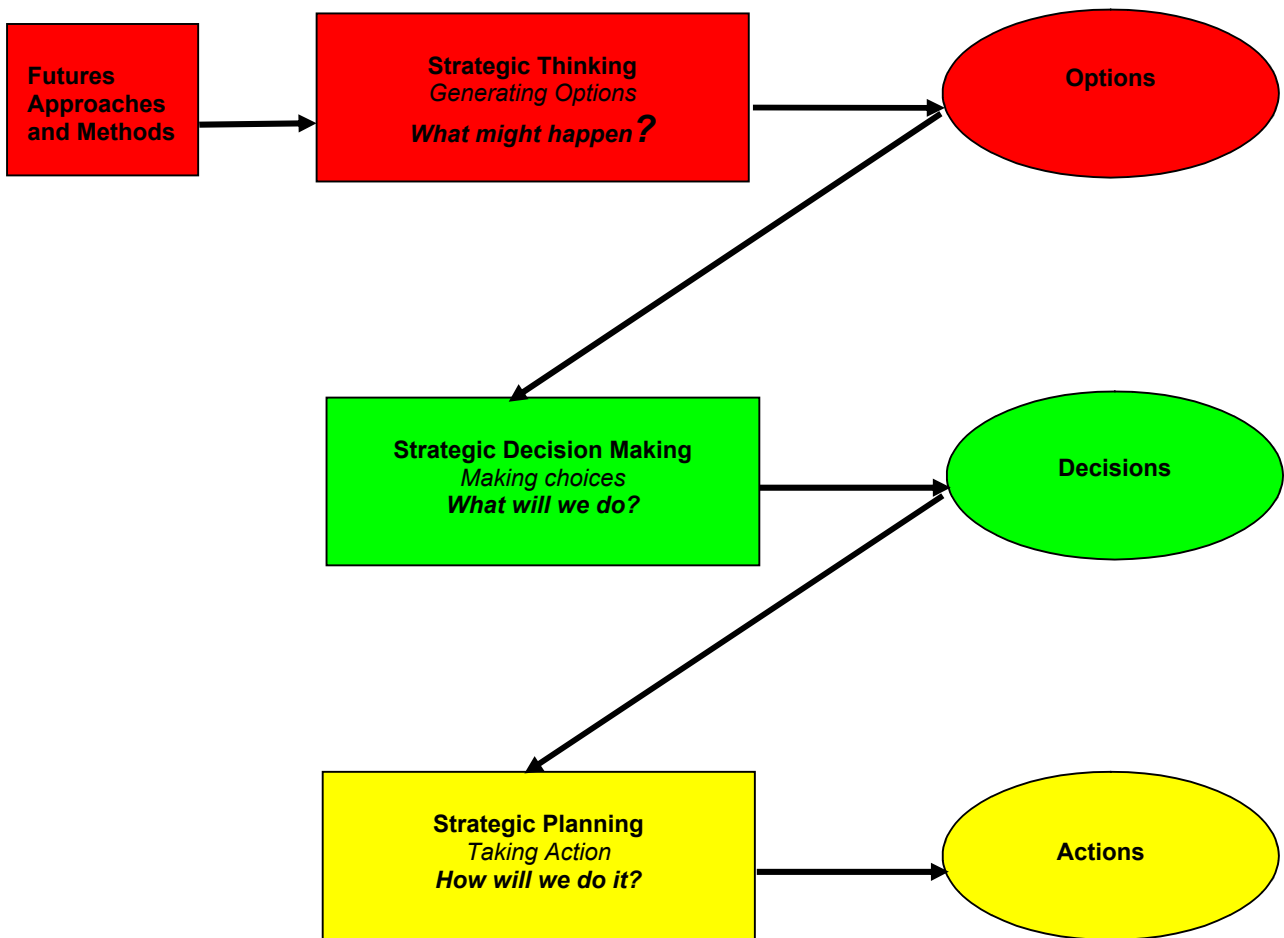 Futures
Approaches
and Methods
Strategic Thinking
Generating Options
What might happen?
Options
Strategic Decision Making
Making choices
What will we do?
Decisions
Strategic Planning
Taking Action
How will we do it?
Actions